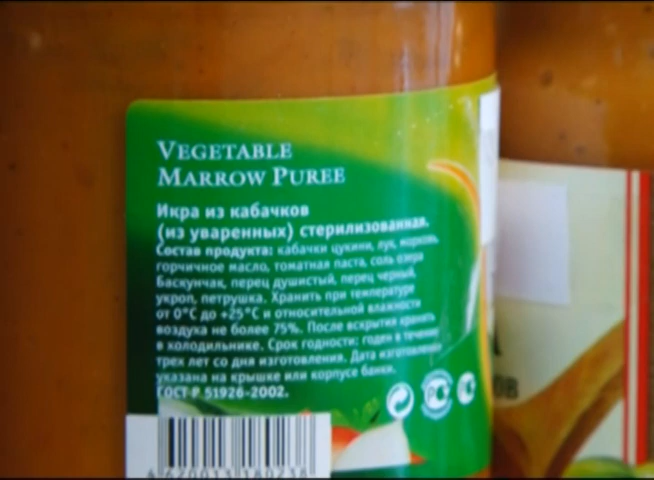 VEGETABLE
MARROW PUREE
Икра из кабачков
(из уваренных) стерилизованная.
Состав продукта: кабачки цукини, лук, морковь,
горчичное масло, томатная паста, соль озера
Баскунчак, перец душистый, перец черный,
укроп, петрушка. Хранить при температуре
от 0°С до +25°С и относительной влажности
воздуха не более 75%. После вскрытия хранить
в холодильнике. Срок годности: годен в течение
трех лет со дня изготовления. Дата изготовления
указана на крышке или корпусе банки.
ГОСТ Р 51926-2002.
ОВ